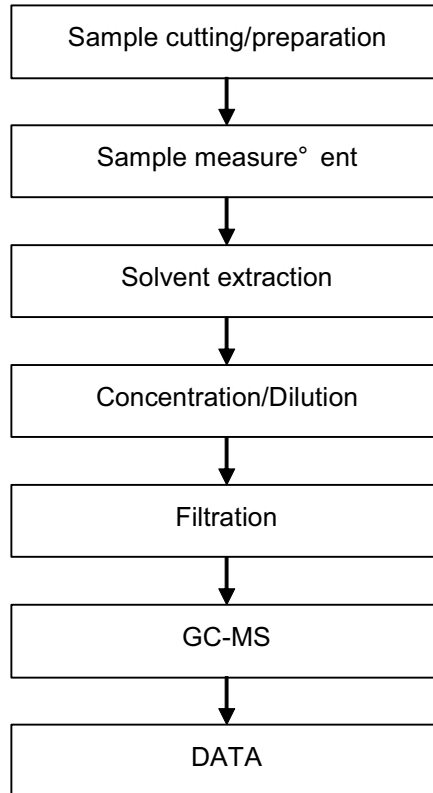 Sample cutting/preparation
Sample measure° ent
Solvent extraction
Concentration/Dilution
Filtration
GC-MS
DATA